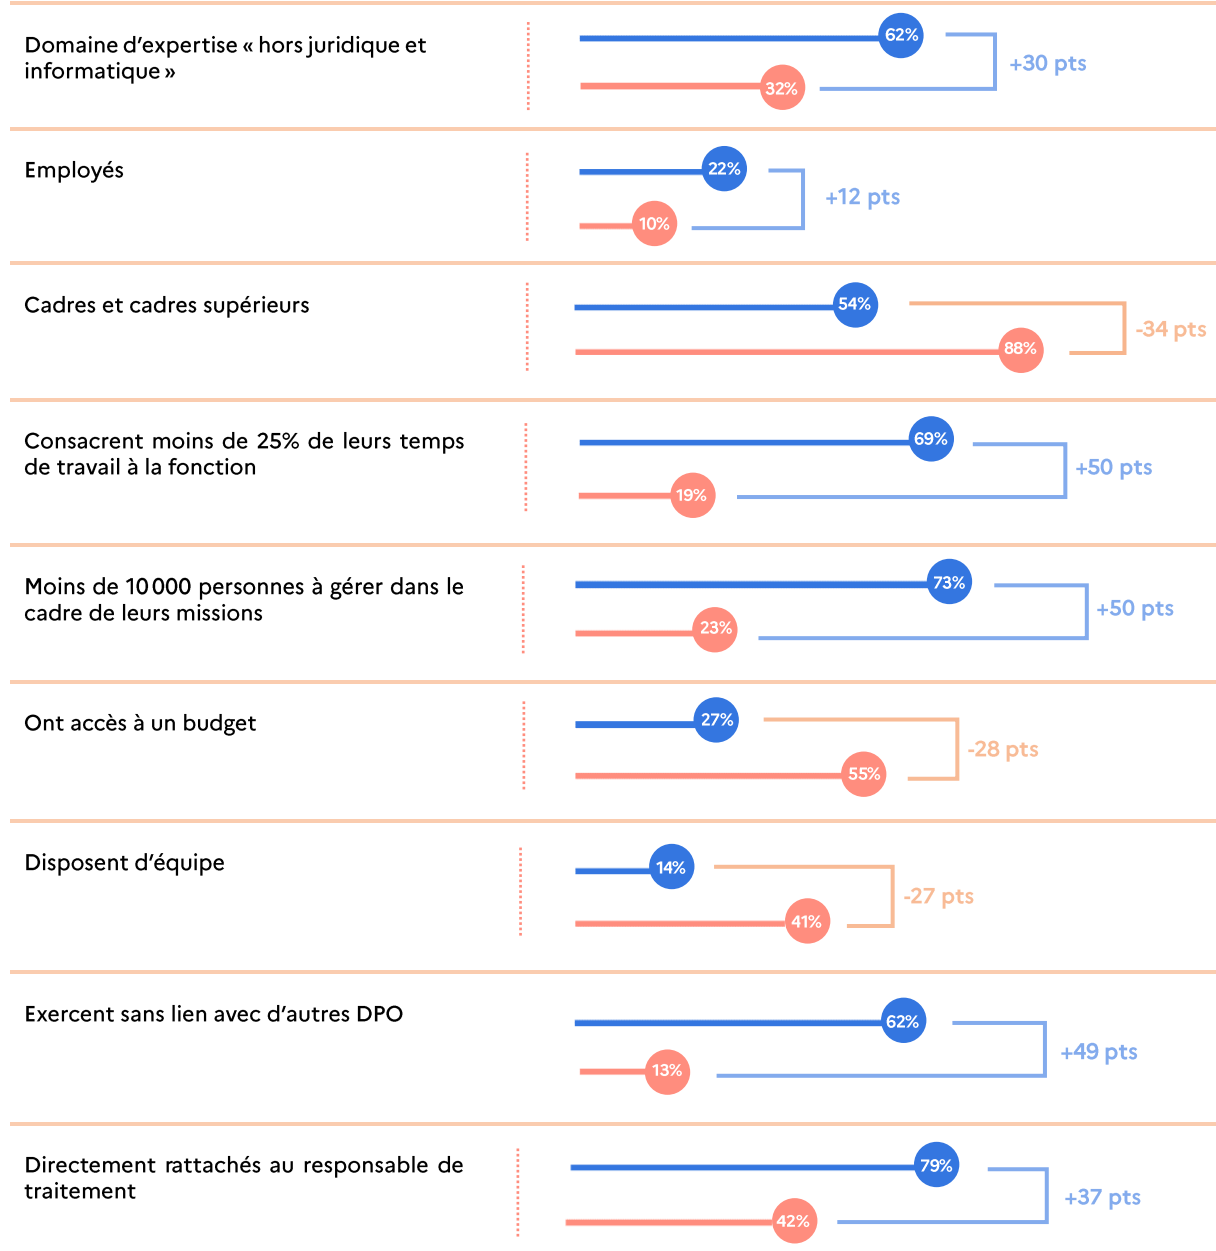 Domaine d'expertise « hors juridique et
informatique »
62%
32%
+30 pts
Employés
22%
10%
+12 pts
Cadres et cadres supérieurs
54%
88%
-34 pts
Consacrent moins de 25% de leurs temps
de travail à la fonction
69%
19%
+50 pts
Moins de 10 000 personnes à gérer dans le
cadre de leurs missions
73%
23%
+50 pts
Ont accès à un budget
27%
55%
-28 pts
Disposent d'équipe
14%
41%
-27 pts
Exercent sans lien avec d'autres DPO
62%
13%
+49 pts
Directement rattachés au responsable de
traitement
79%
42%
+37 pts